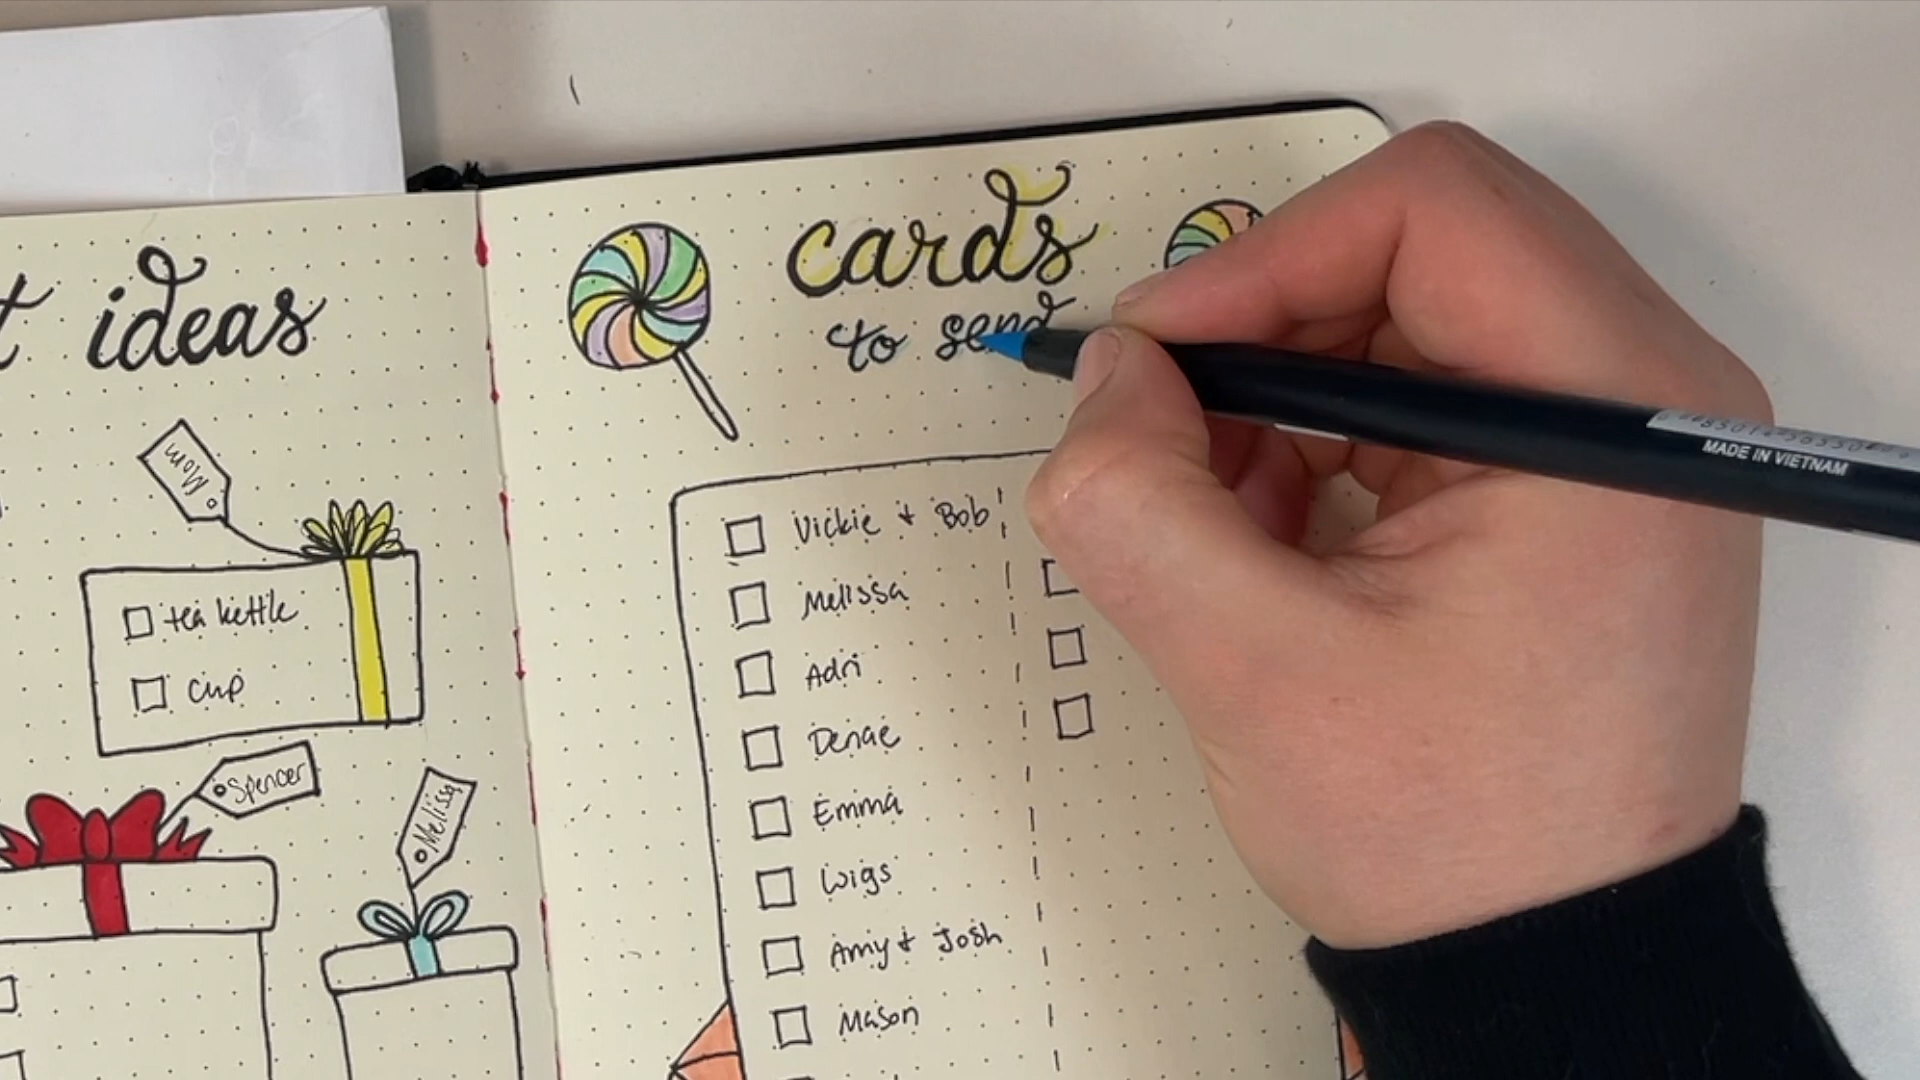 ideas
Mom
tea kettle
cup
Spencer
Melissa
cards
to send
Vickie + Bob
Melissa
Adri
Denae
Emma
Wigs
Amy + Josh
Mason
MADE IN VIETNAM